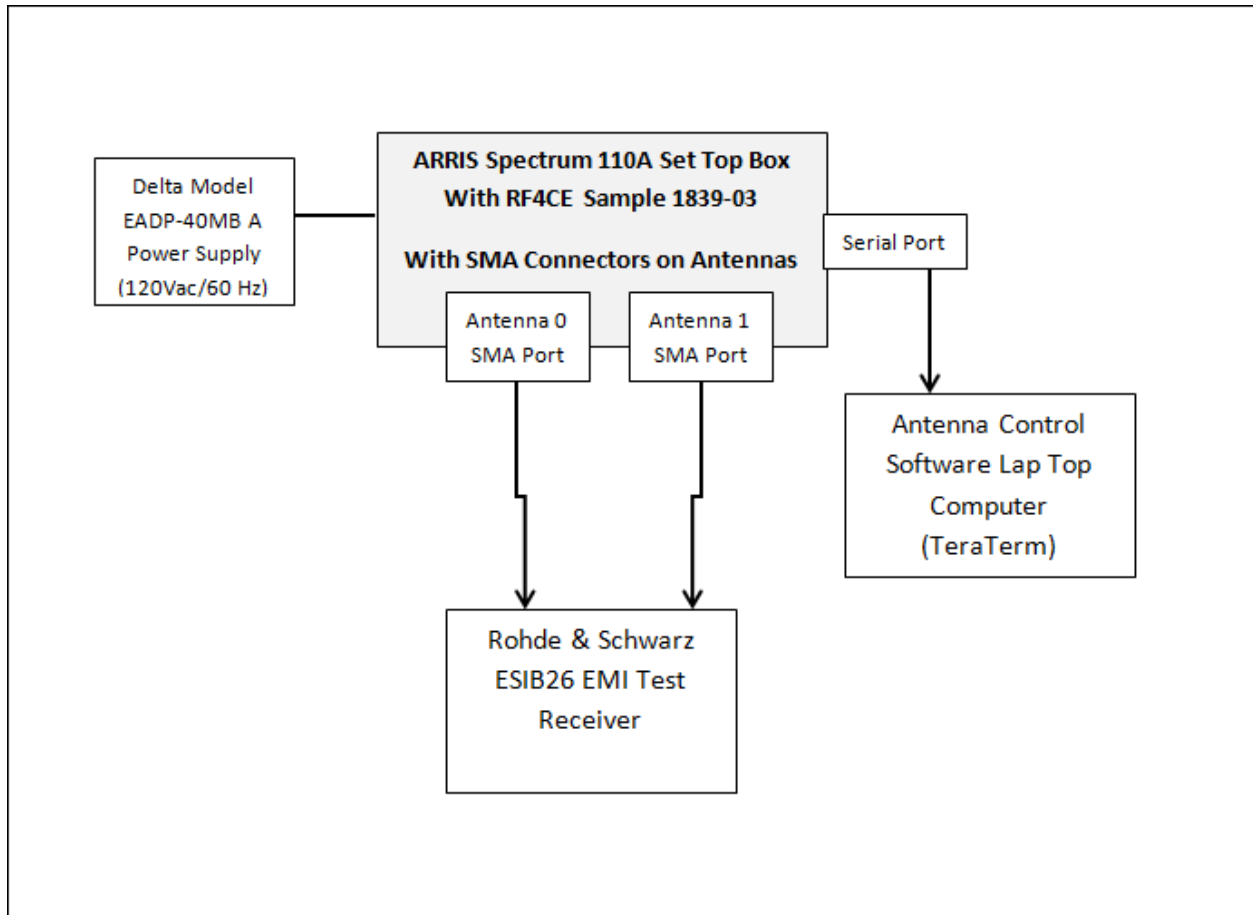 Delta Model
EADP-40MB A
Power Supply
(120Vac/60 Hz)
ARRIS Spectrum 110A Set Top Box
With RF4CE Sample 1839-03
With SMA Connectors on Antennas
Serial Port
Antenna 0
SMA Port
Antenna 1
SMA Port
Antenna Control
Software Lap Top
Computer
(TeraTerm)
Rohde & Schwarz
ESIB26 EMI Test
Receiver